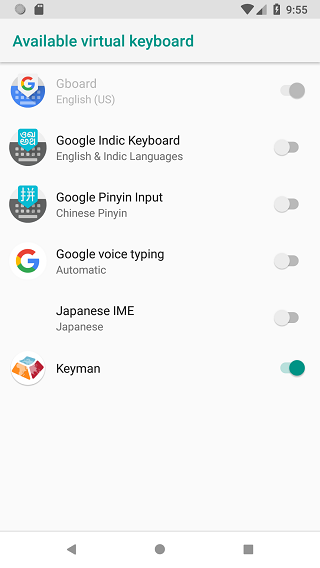 9:55
Available virtual keyboard
Gboard
English (US)
Google Indic Keyboard
English & Indic Languages
Google Pinyin Input
Chinese Pinyin
Google voice typing
Automatic
Japanese IME
Japanese
Keyman